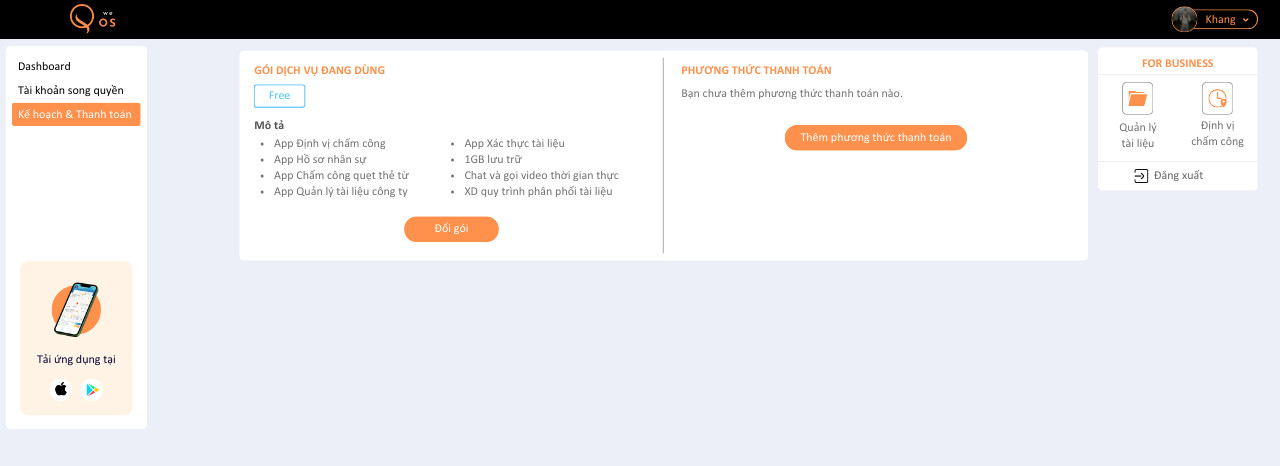 we
OS
Khang
Dashboard
Tài khoản song quyền
Kế hoạch & Thanh toán
Tải ứng dụng tại
GÓI DỊCH VỤ ĐANG DÙNG
Free
Mô tả
• App Định vị chấm công
• App Hồ sơ nhân sự
• App Chấm công quẹt thẻ từ
• App Quản lý tài liệu công ty
• App Xác thực tài liệu
• 1GB lưu trữ
• Chat và gọi video thời gian thực
• XD quy trình phân phối tài liệu
Đổi gói
PHƯƠNG THỨC THANH TOÁN
Bạn chưa thêm phương thức thanh toán nào.
Thêm phương thức thanh toán
FOR BUSINESS
Quản lý
tài liệu
Định vị
chấm công
Đăng xuất